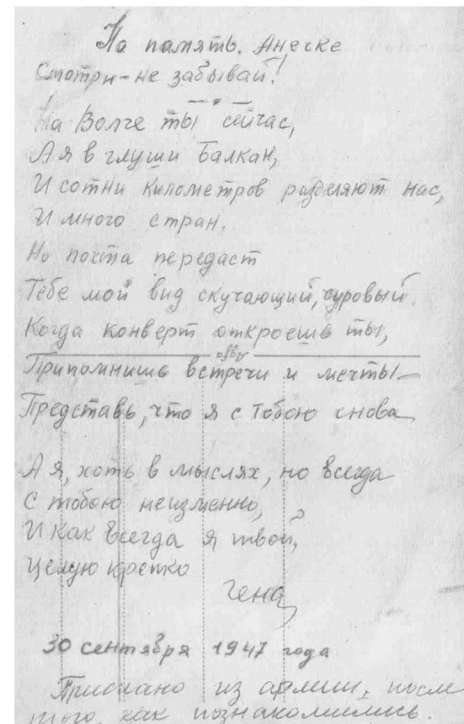 На память. Анечке
Смотри-не забывай!
На Волге ты сейчас,
А я в глуши Балкан,
И сотни километров разделяют нас,
И много стран.
Но почта передаст
Тебе мой вид скучающий, суровый.
Когда конверт откроешь ты,
Припомнишь встречи и мечты-
Представь, что я с тобою снова
А я, хоть в мыслях, но всегда
С тобою неизменно,
И как всегда я твой,
Целую крепко
Гена
30 сентября 1947 года
Прислано из армии, после
того, как познакомились.